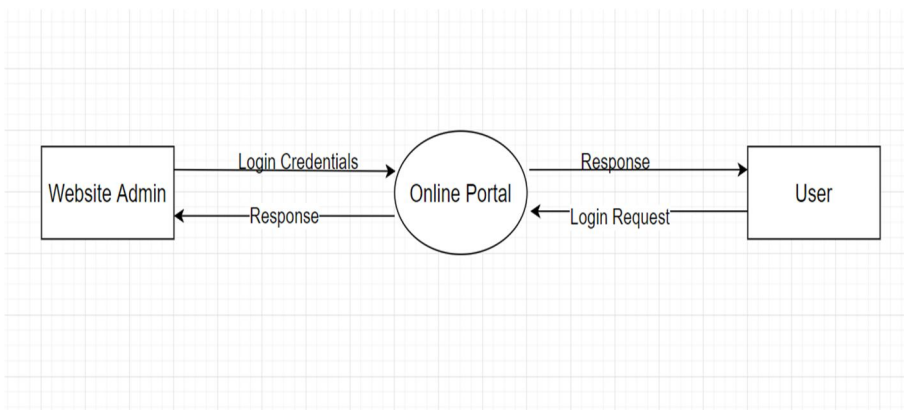 Login Credentials
Response
Website Admin
Online Portal
User
Response
Login Request